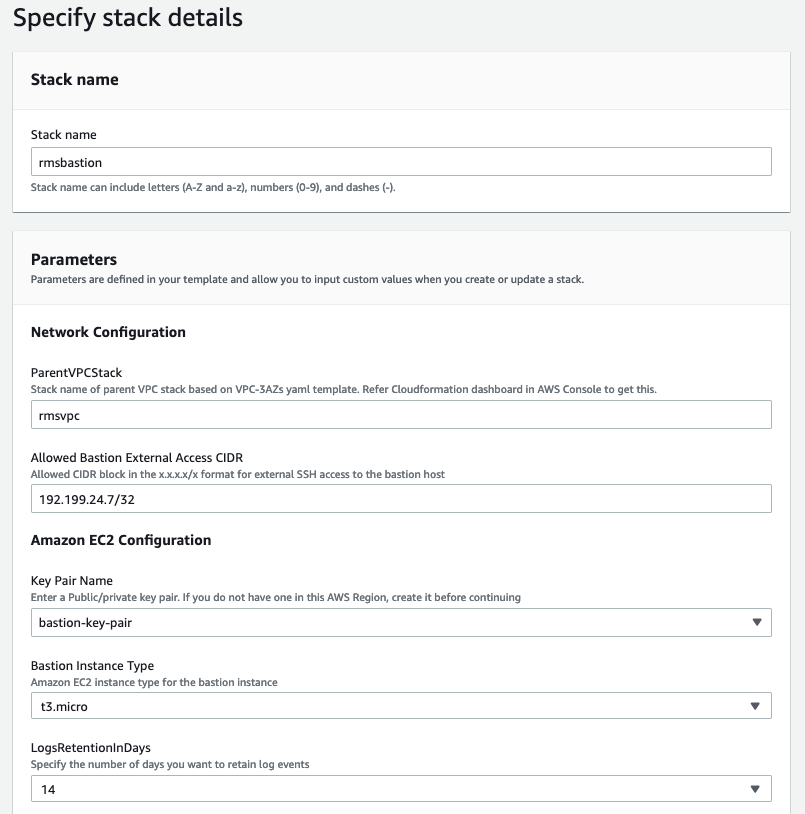 Specify stack details
Stack name
Stack name
rmsbastion
Stack name can include letters (A-Z and a-z), numbers (0-9), and dashes (-).
Parameters
Parameters are defined in your template and allow you to input custom values when you create or update a stack.
Network Configuration
ParentVPCStack
Stack name of parent VPC stack based on VPC-3AZs yaml template. Refer Cloudformation dashboard in AWS Console to get this.
rmsvpc
Allowed Bastion External Access CIDR
Allowed CIDR block in the x.x.x.x/x format for external SSH access to the bastion host
192.199.24.7/32
Amazon EC2 Configuration
Key Pair Name
Enter a Public/private key pair. If you do not have one in this AWS Region, create it before continuing
bastion-key-pair
Bastion Instance Type
Amazon EC2 instance type for the bastion instance
t3.micro
LogsRetentionInDays
Specify the number of days you want to retain log events
14